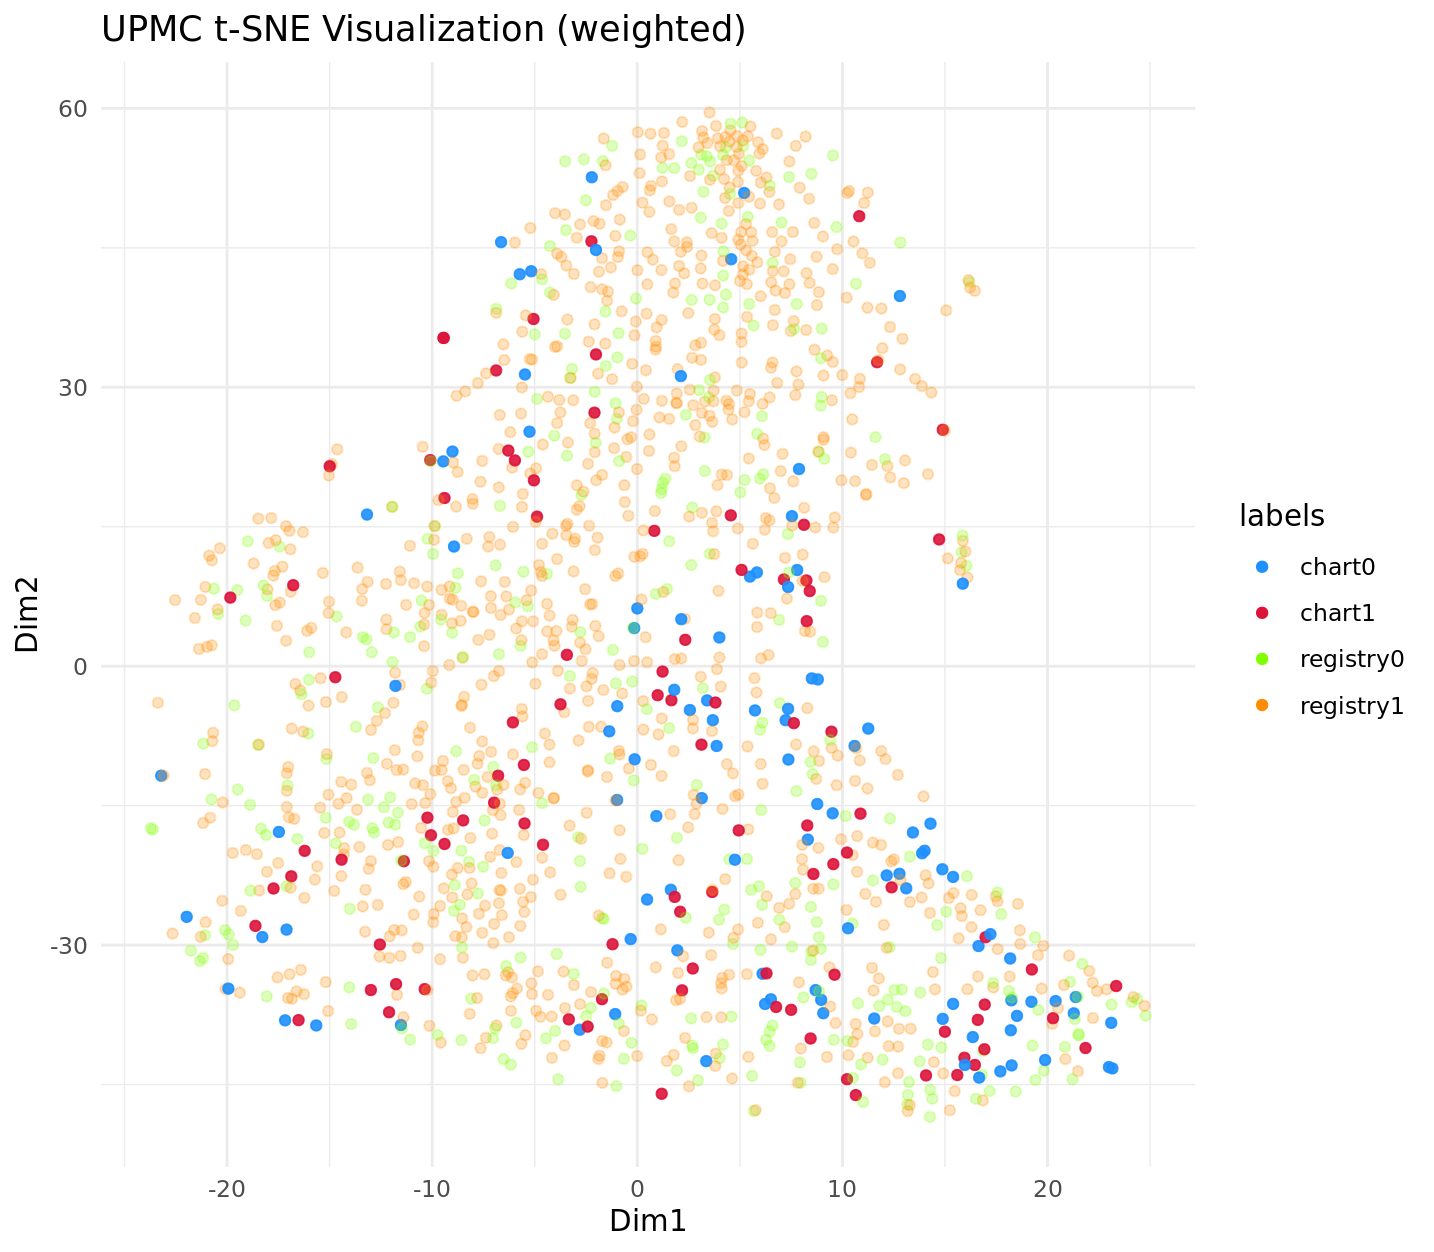 UPMC t-SNE Visualization (weighted)
60
30
0
-30
Dim2
-20
-10
0
10
20
Dim1
labels
chart0
chart1
registry0
registry1